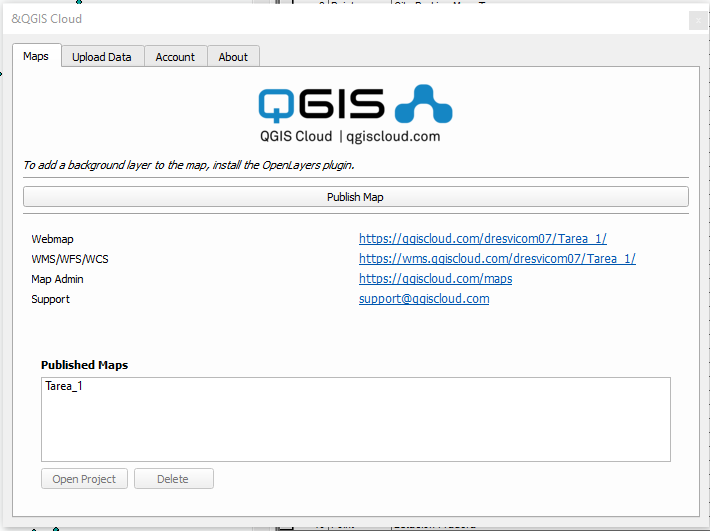 &QGIS Cloud
Maps Upload Data Account About
QGIS
QGIS Cloud | qgiscloud.com
To add a background layer to the map, install the OpenLayers plugin.
Publish Map
Webmap https://qgiscloud.com/dresvicom07/Tarea_1/
WMS/WFS/WCS https://wms.qgiscloud.com/dresvicom07/Tarea_1/
Map Admin https://qgiscloud.com/maps
Support support@qgiscloud.com
Published Maps
Tarea_1
Open Project Delete